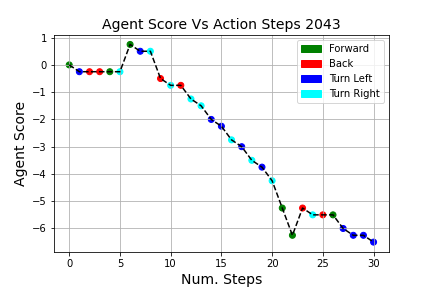 Agent Score Vs Action Steps 2043
Forward
Back
Turn Left
Turn Right
Agent Score
1
0
−1
−2
−3
−4
−5
−6
0 5 10 15 20 25 30
Num. Steps